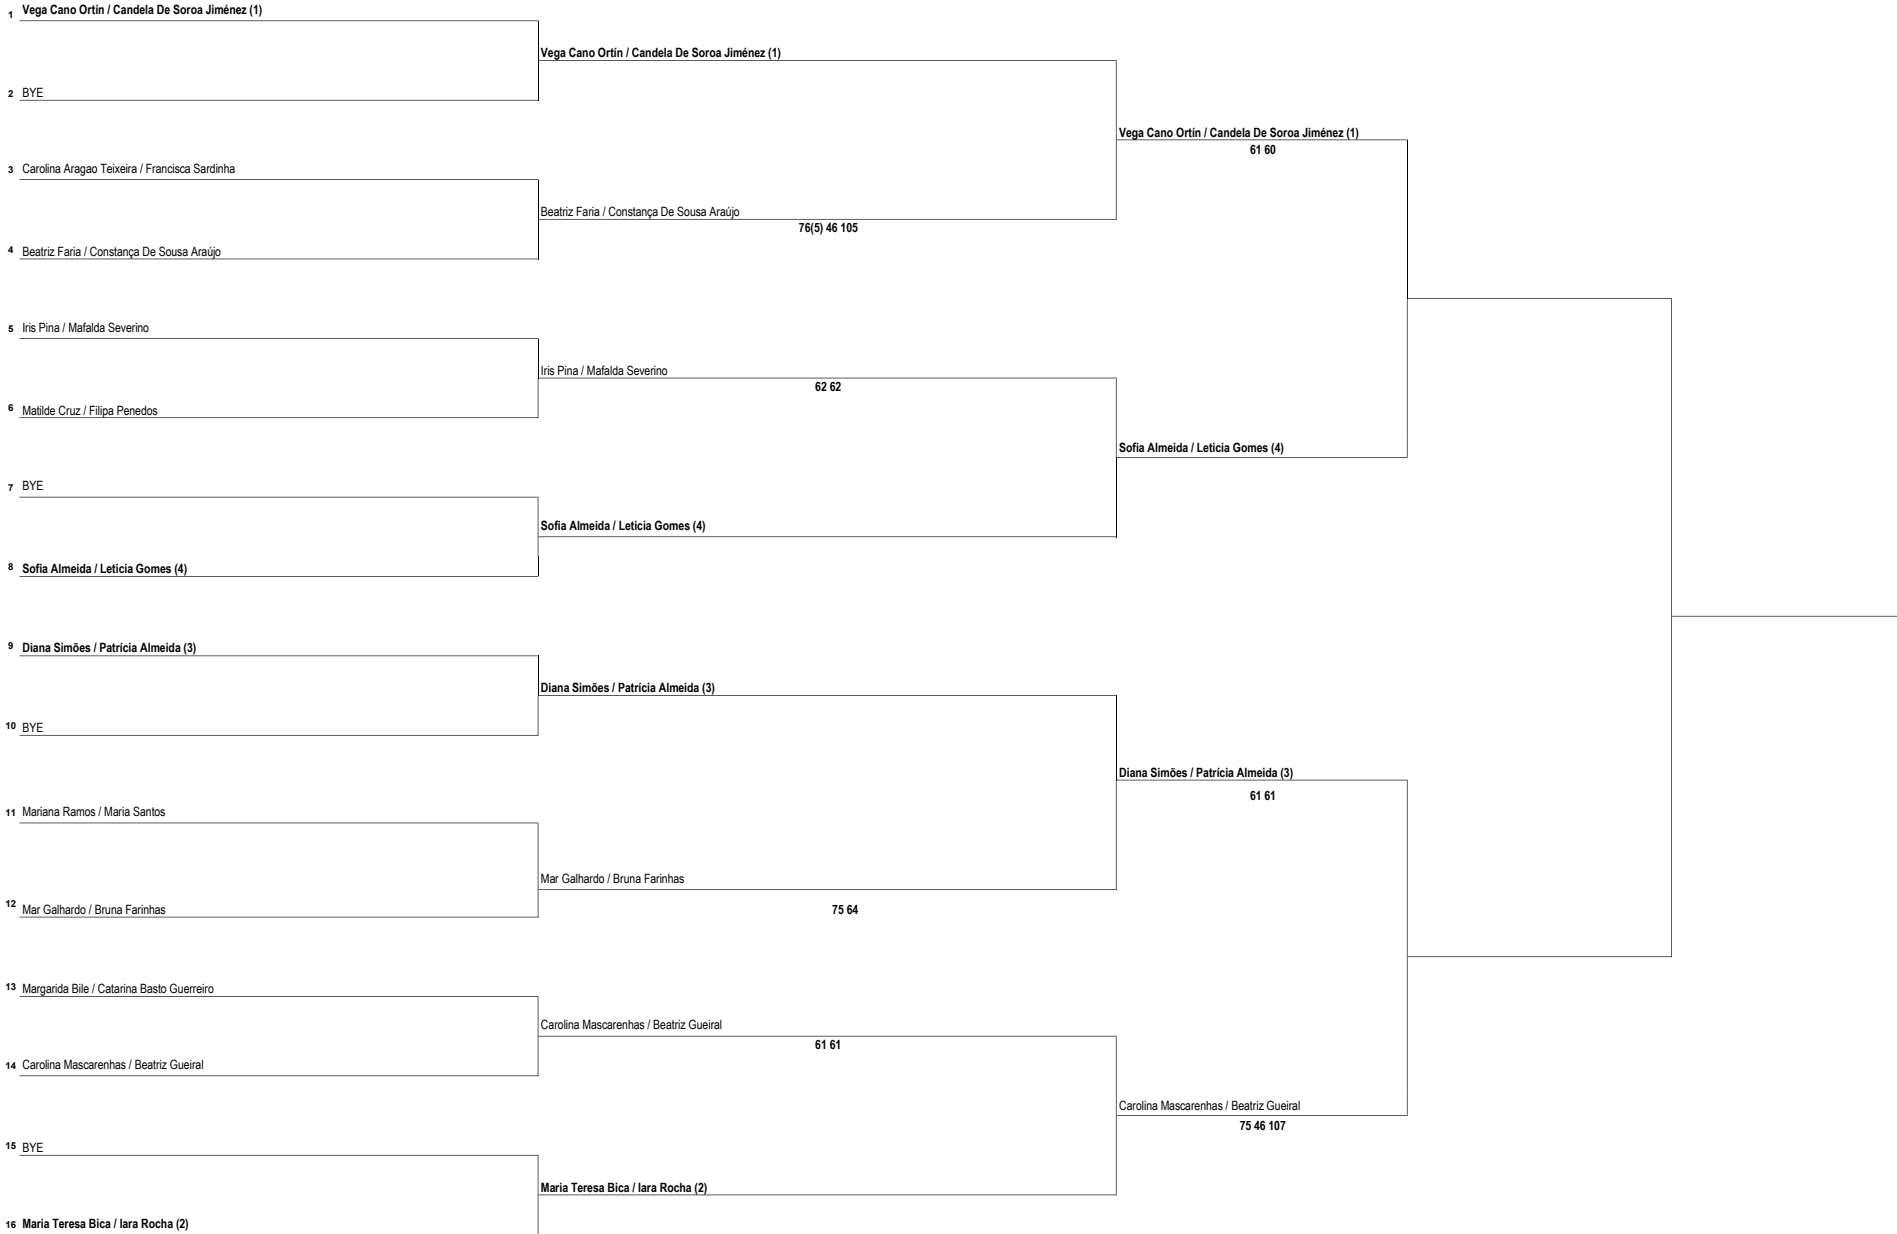 1 Vega Cano Ortín / Candela De Soroa Jiménez (1)
Vega Cano Ortín / Candela De Soroa Jiménez (1)
2 BYE
Vega Cano Ortín / Candela De Soroa Jiménez (1)
61 60
3 Carolina Aragao Teixeira / Francisca Sardinha
Beatriz Faria / Constança De Sousa Araújo
76(5) 46 105
4 Beatriz Faria / Constança De Sousa Araújo
5 Iris Pina / Mafalda Severino
Iris Pina / Mafalda Severino
62 62
6 Matilde Cruz / Filipa Penedos
Sofia Almeida / Leticia Gomes (4)
7 BYE
Sofia Almeida / Leticia Gomes (4)
8 Sofia Almeida / Leticia Gomes (4)
9 Diana Simões / Patrícia Almeida (3)
Diana Simões / Patrícia Almeida (3)
10 BYE
Diana Simões / Patrícia Almeida (3)
61 61
11 Mariana Ramos / Maria Santos
Mar Galhardo / Bruna Farinhas
75 64
12 Mar Galhardo / Bruna Farinhas
13 Margarida Bile / Catarina Basto Guerreiro
Carolina Mascarenhas / Beatriz Gueiral
61 61
14 Carolina Mascarenhas / Beatriz Gueiral
Carolina Mascarenhas / Beatriz Gueiral
75 46 107
15 BYE
Maria Teresa Bica / Iara Rocha (2)
16 Maria Teresa Bica / Iara Rocha (2)